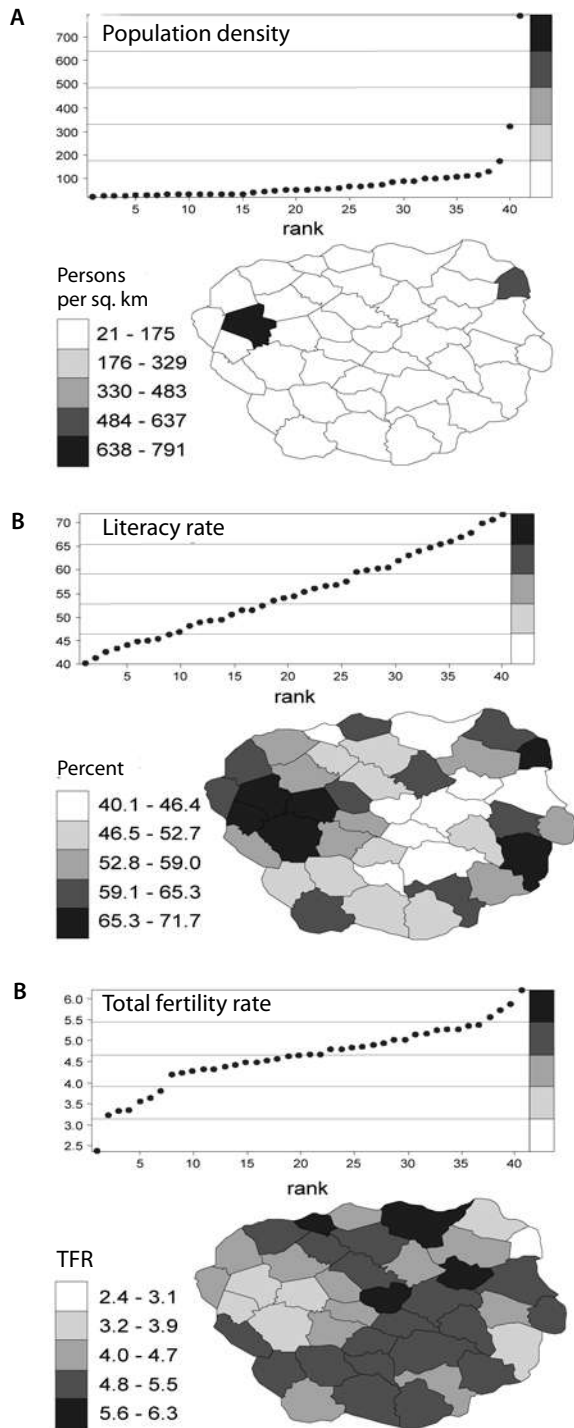 A
Population density
700
600
500
400
300
200
100
5 10 15 20 25 30 35 40
rank
Persons
per sq. km
21 - 175
176 - 329
330 - 483
484 - 637
638 - 791
B
Literacy rate
70
65
60
55
50
45
40
5 10 15 20 25 30 35 40
rank
Percent
40.1 - 46.4
46.5 - 52.7
52.8 - 59.0
59.1 - 65.3
65.3 - 71.7
B
Total fertility rate
6.0
5.5
5.0
4.5
4.0
3.5
3.0
2.5
5 10 15 20 25 30 35 40
rank
TFR
2.4 - 3.1
3.2 - 3.9
4.0 - 4.7
4.8 - 5.5
5.6 - 6.3